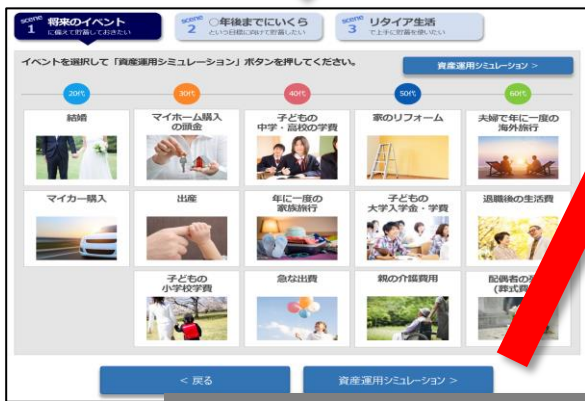 scene 1 将来のイベント
に備えて貯蓄しておきたい
scene 2 ○年後までにいくら
という目標に向けて貯蓄したい
scene 3 リタイア生活
で上手に貯蓄を使いたい
イベントを選択して「資産運用シミュレーション」ボタンを押してください。
資産運用シミュレーション >
20代 30代 40代 50代 60代
結婚
マイホーム購入
の頭金
子どもの
中学・高校の学費
家のリフォーム
夫婦で年に一度の
海外旅行
マイカー購入
出産
年に一度の
家族旅行
子どもの
大学入学金・学費
退職後の生活費
子どもの
小学校学費
急な出費
親の介護費用
配偶者の
(葬式費
< 戻る
資産運用シミュレーション >